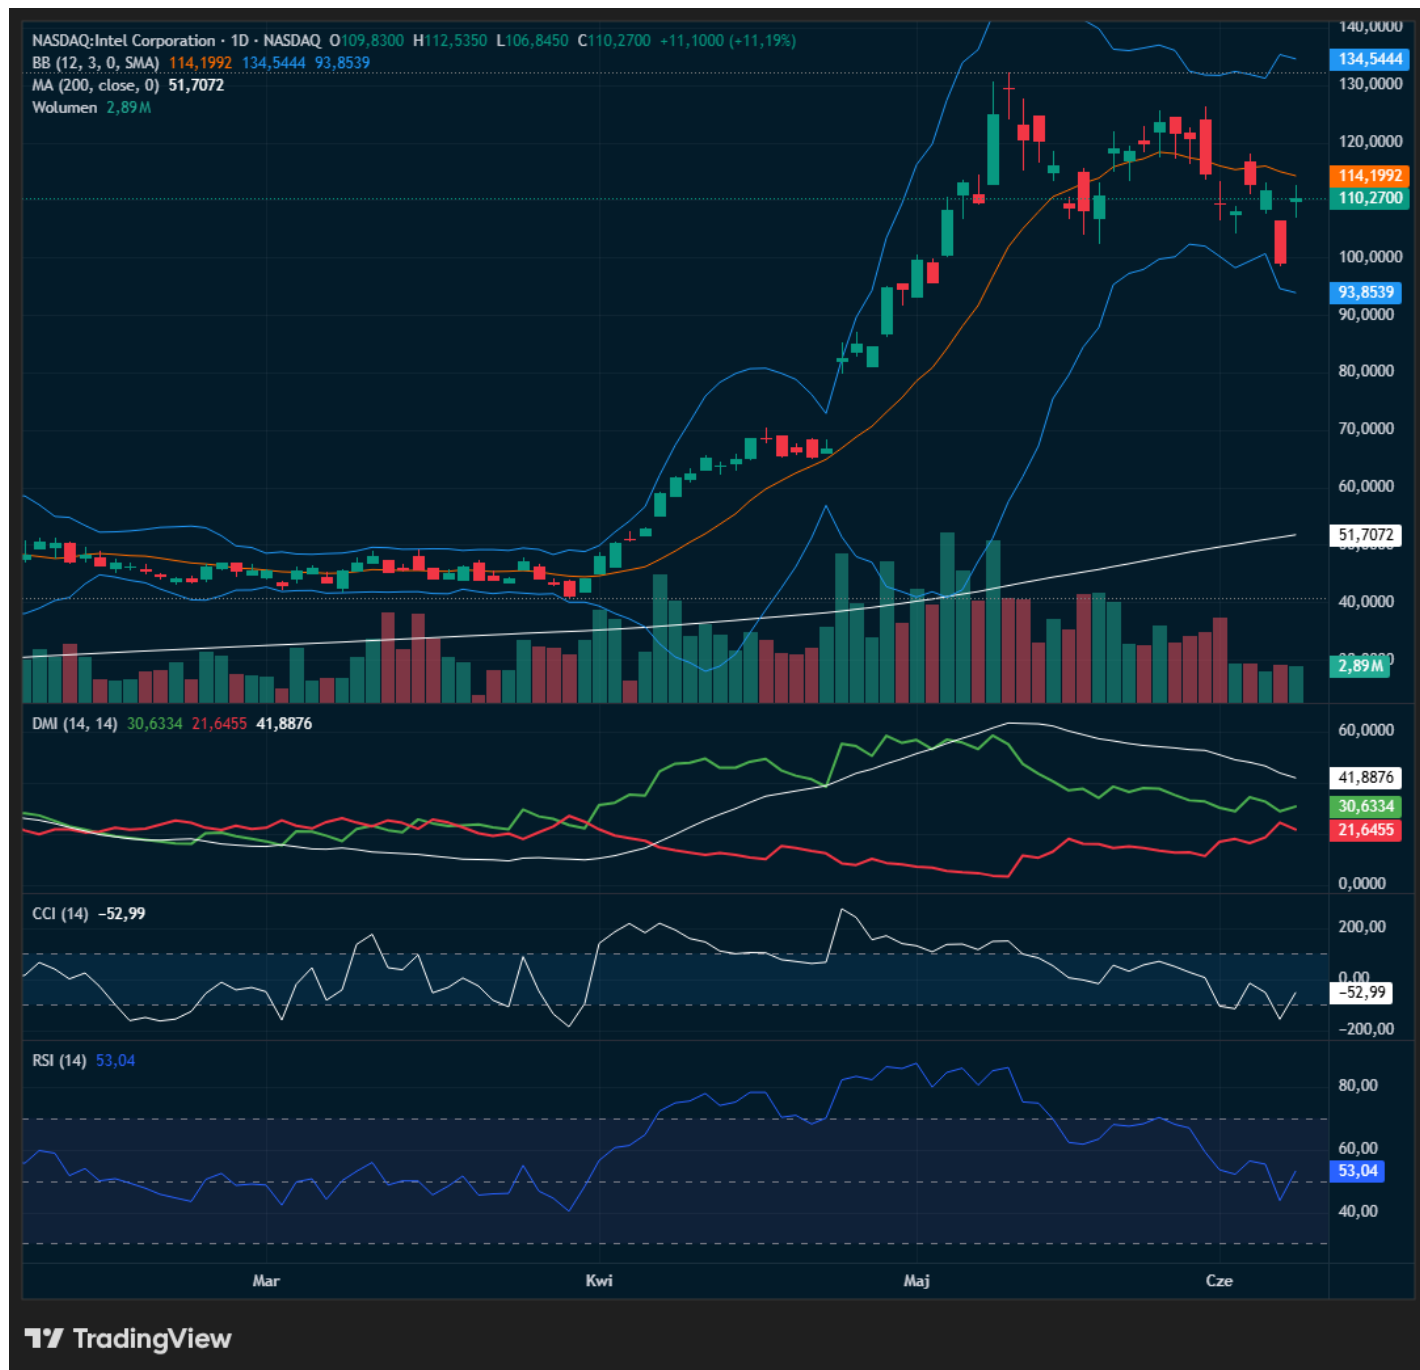 NASDAQ:Intel Corporation · 1D · NASDAQ O109,8300 H112,5350 L106,8450 C110,2700 +11,1000 (+11,19%)
BB (12, 3, 0, SMA) 114,1992 134,5444 93,8539
MA (200, close, 0) 51,7072
Wolumen 2,89M
140,0000
134,5444
130,0000
120,0000
114,1992
110,2700
100,0000
93,8539
90,0000
80,0000
70,0000
60,0000
51,7072
40,0000
2,89M
DMI (14, 14) 30,6334 21,6455 41,8876
60,0000
41,8876
30,6334
21,6455
0,0000
CCI (14) −52,99
200,00
0,00
−52,99
−200,00
RSI (14) 53,04
80,00
60,00
53,04
40,00
Mar Kwi Maj Cze
TradingView